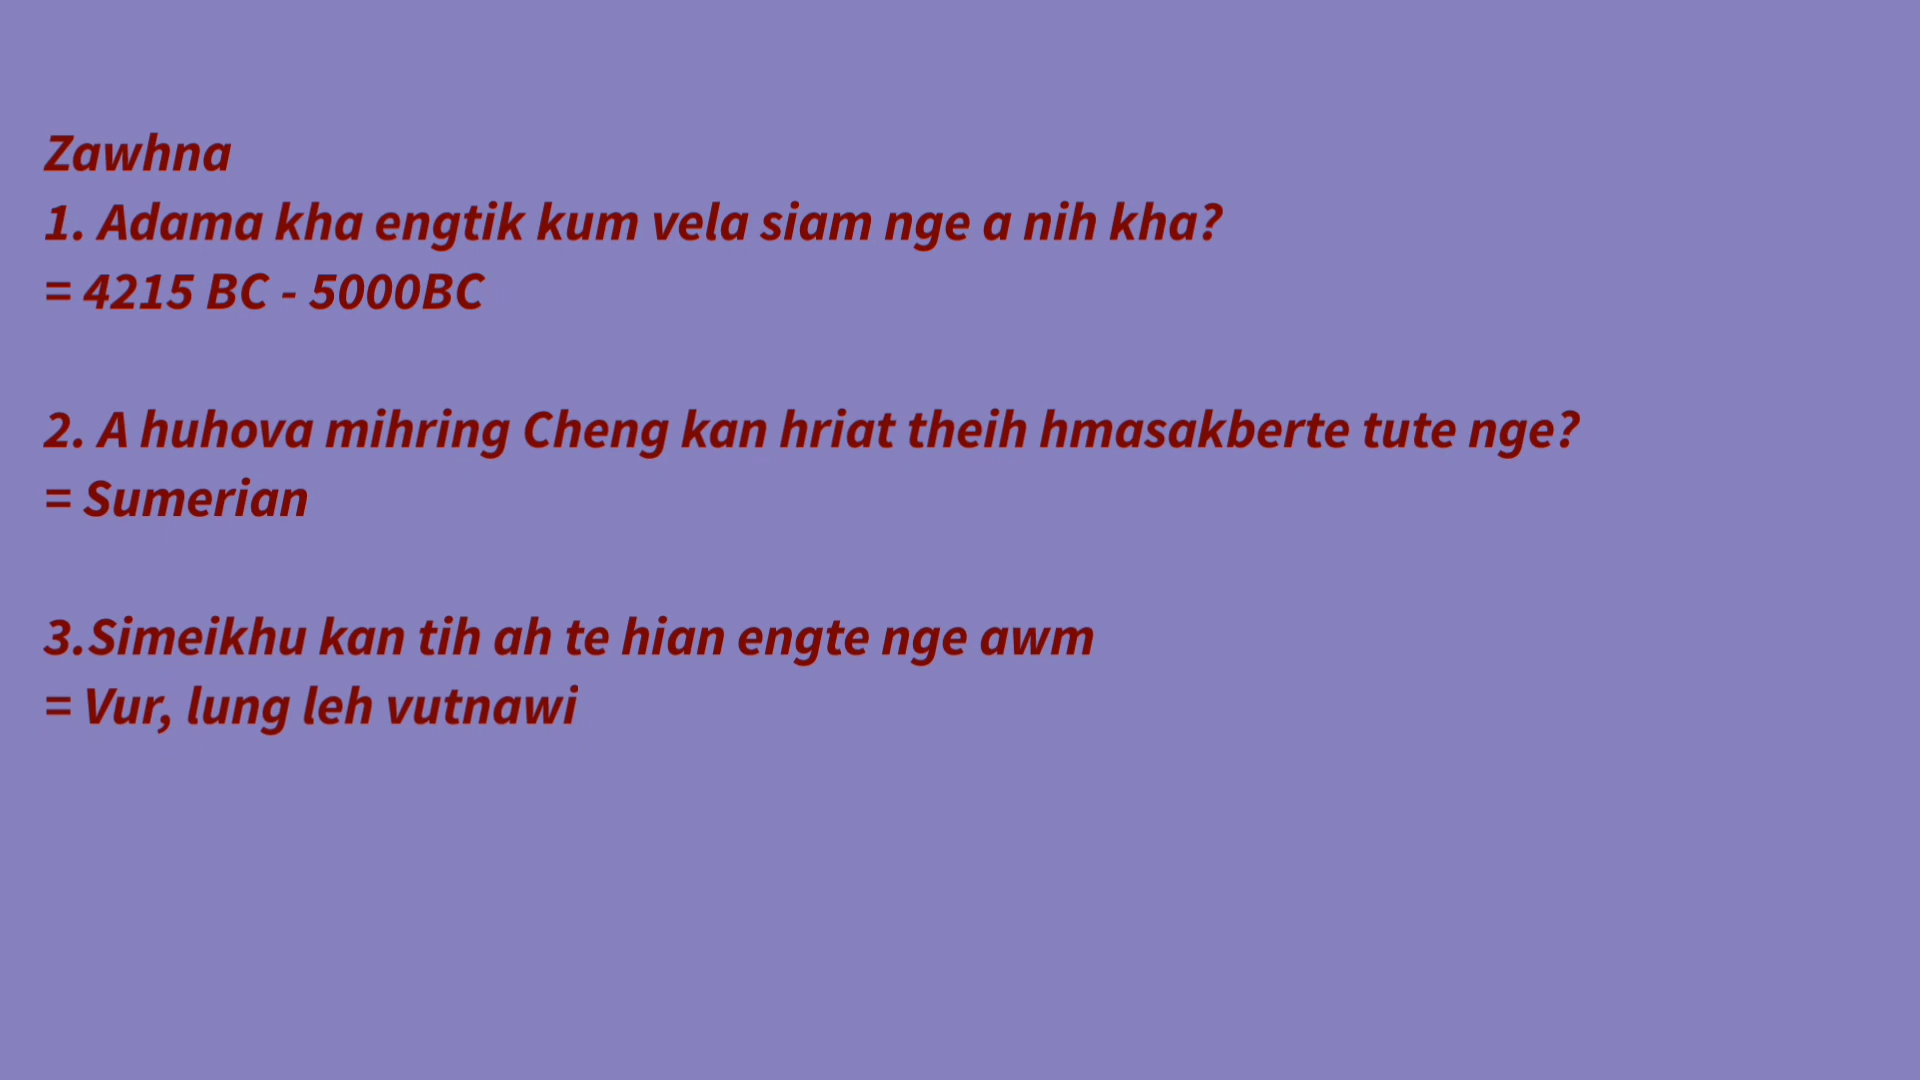 Zawhna
1. Adama kha engtik kum vela siam nge a nih kha?
= 4215 BC - 5000BC
2. A huhova mihring Cheng kan hriat theih hmasakberte tute nge?
= Sumerian
3.Simeikhu kan tih ah te hian engte nge awm
= Vur, lung leh vutnawi